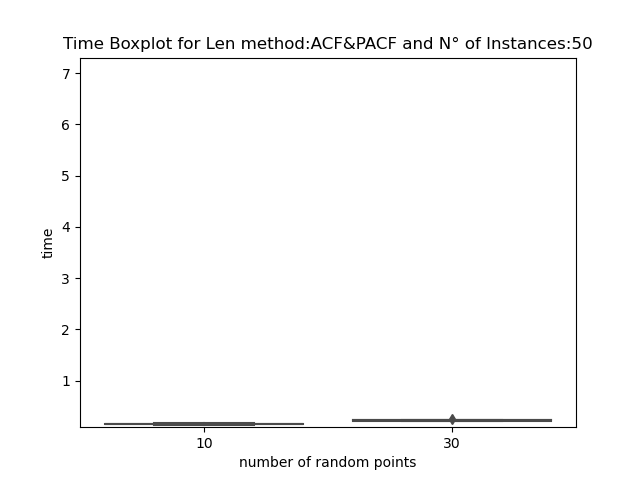 Time Boxplot for Len method:ACF&PACF and N° of Instances:50
7
6
5
4
3
2
1
time
10 30
number of random points